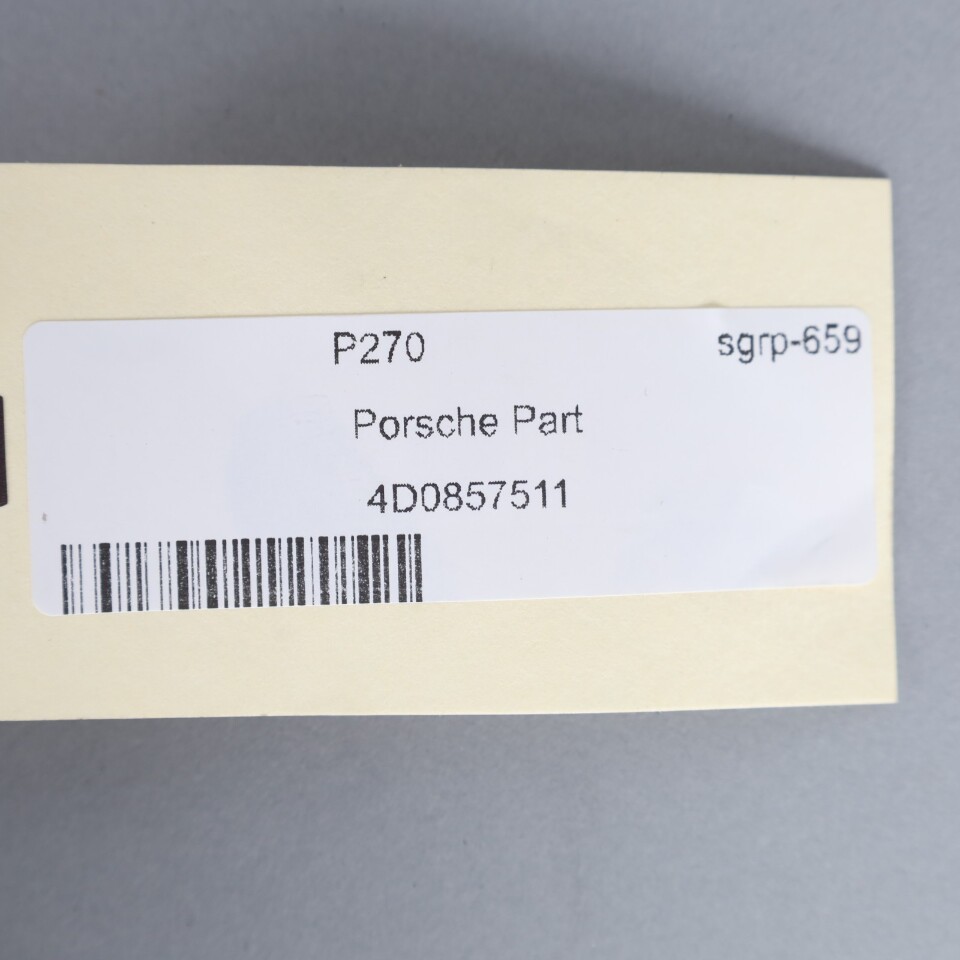 P270 sgrp-659
Porsche Part
4D0857511